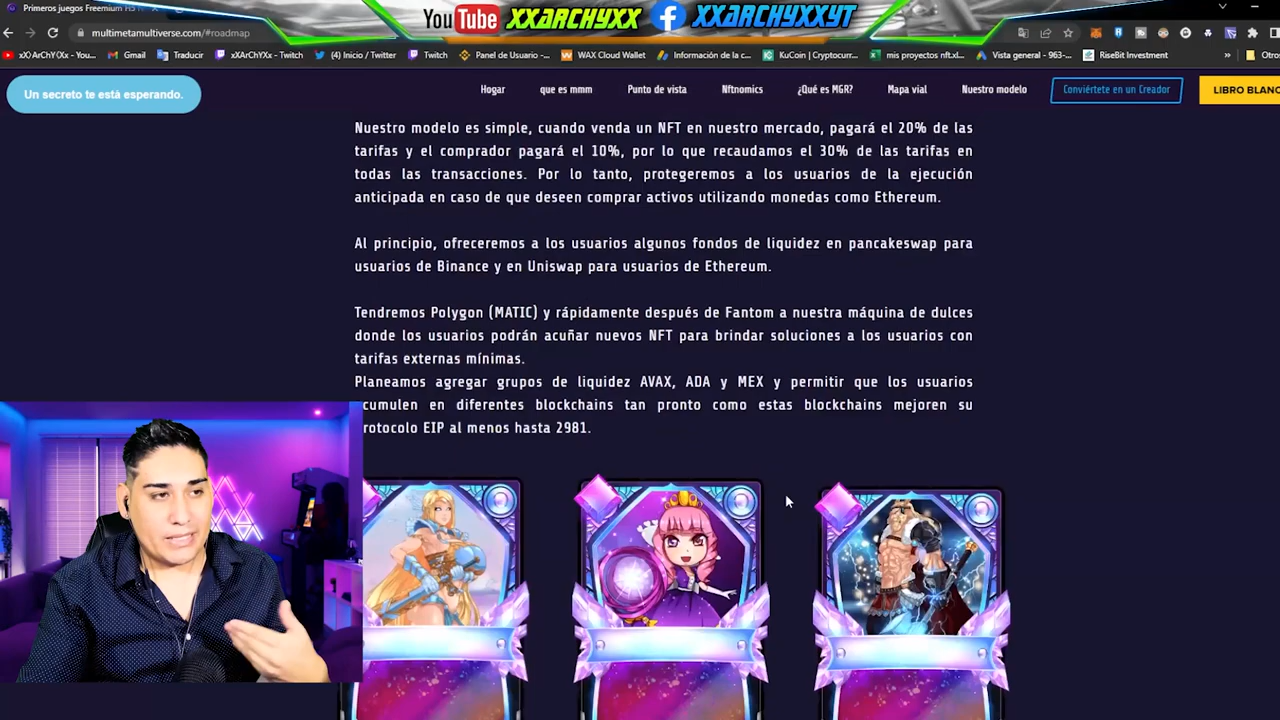 Primeros juegos Freemium
You Tube XXARCHYXX XXARCHYXXYT
multimetamultiverse.com/#roadmap
xX) ArChY(Xx - You... Gmail Traducir xXArCHYXx - Twitch (4) Inicio / Twitter Twitch Panel de Usuario -... WAX Cloud Wallet Información de la c... KuCoin | Cryptocurr... mis proyectos nft.xl... Vista general - 963-... RiseBit Investment » Otros
Un secreto te está esperando.
Hogar que es mmm Punto de vista Nftnomics ¿Qué es MGR? Mapa vial Nuestro modelo Conviértete en un Creador LIBRO BLANC
Nuestro modelo es simple, cuando venda un NFT en nuestro mercado, pagará el 20% de las
tarifas y el comprador pagará el 10%, por lo que recaudamos el 30% de las tarifas en
todas las transacciones. Por lo tanto, protegeremos a los usuarios de la ejecución
anticipada en caso de que deseen comprar activos utilizando monedas como Ethereum.
Al principio, ofreceremos a los usuarios algunos fondos de liquidez en pancakeswap para
usuarios de Binance y en Uniswap para usuarios de Ethereum.
Tendremos Polygon (MATIC) y rápidamente después de Fantom a nuestra máquina de dulces
donde los usuarios podrán acuñar nuevos NFT para brindar soluciones a los usuarios con
tarifas externas mínimas.
Planeamos agregar grupos de liquidez AVAX, ADA y MEX y permitir que los usuarios
cumulen en diferentes blockchains tan pronto como estas blockchains mejoren su
rotocolo EIP al menos hasta 2981.